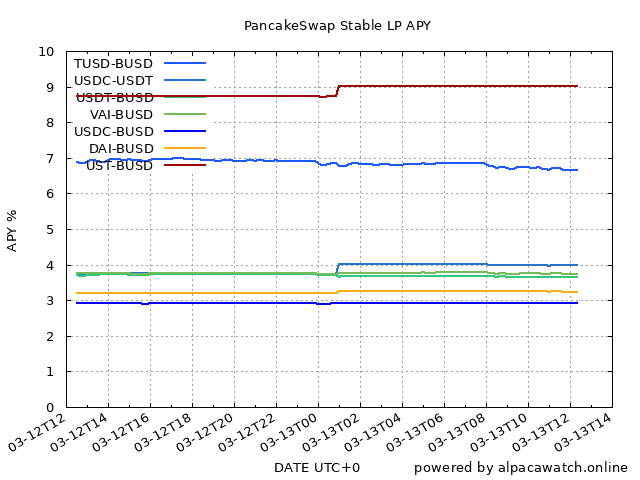 PancakeSwap Stable LP APY
10
9
8
7
6
5
4
3
2
1
0
APY %
TUSD-BUSD
USDC-USDT
USDT-BUSD
VAI-BUSD
USDC-BUSD
DAI-BUSD
UST-BUSD
03-12T12
03-12T14
03-12T16
03-12T18
03-12T20
03-12T22
03-13T00
03-13T02
03-13T04
03-13T06
03-13T08
03-13T10
03-13T12
03-13T14
DATE UTC+0
powered by alpacawatch.online